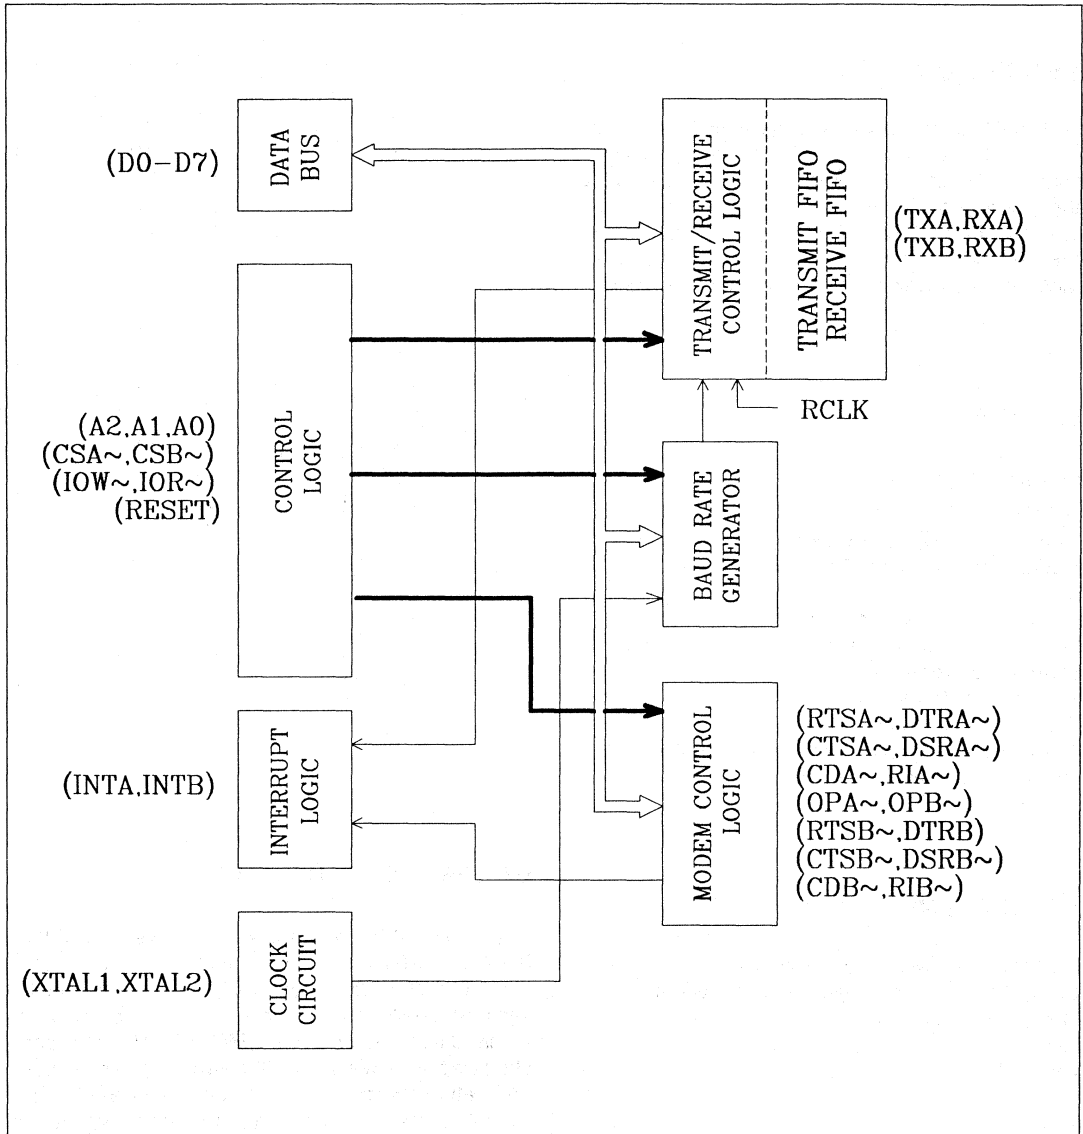 (D0-D7)
DATA
BUS
TRANSMIT/RECEIVE
CONTROL LOGIC
TRANSMIT FIFO
RECEIVE FIFO
(TXA,RXA)
(TXB,RXB)
RCLK
(A2,A1,A0)
(CSA~,CSB~)
(IOW~,IOR~)
(RESET)
CONTROL
LOGIC
BAUD RATE
GENERATOR
(INTA,INTB)
INTERRUPT
LOGIC
MODEM CONTROL
LOGIC
(RTSA~,DTRA~)
(CTSA~,DSRA~)
(CDA~,RIA~)
(OPA~,OPB~)
(RTSB~,DTRB)
(CTSB~,DSRB~)
(CDB~,RIB~)
(XTAL1,XTAL2)
CLOCK
CIRCUIT